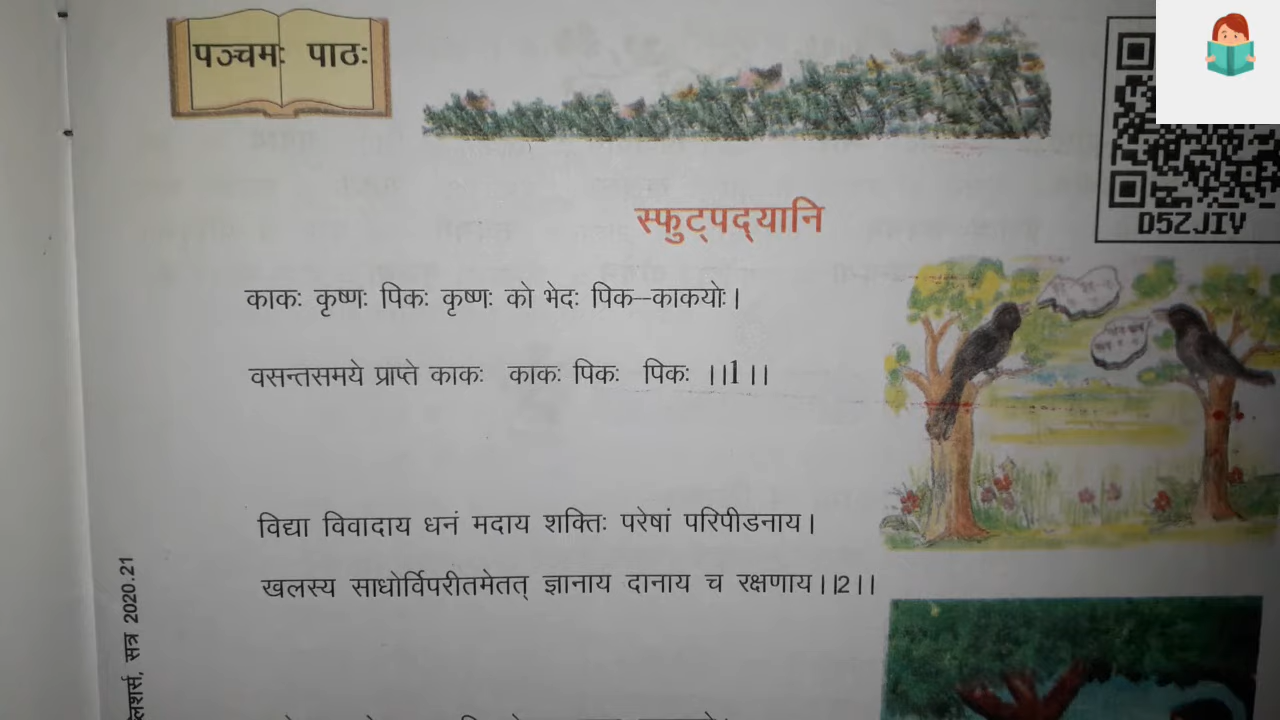 पञ्चमः पाठः
D5ZJIV
स्फुट्पद्यानि
काकः कृष्णः पिकः कृष्णः को भेदः पिक–काकयोः।
वसन्तसमये प्राप्ते काकः काकः पिकः पिकः ।।1।।
विद्या विवादाय धनं मदाय शक्तिः परेषां परिपीडनाय।
खलस्य साधोर्विपरीतमेतत् ज्ञानाय दानाय च रक्षणाय।।2।।
सत्र 2020.21